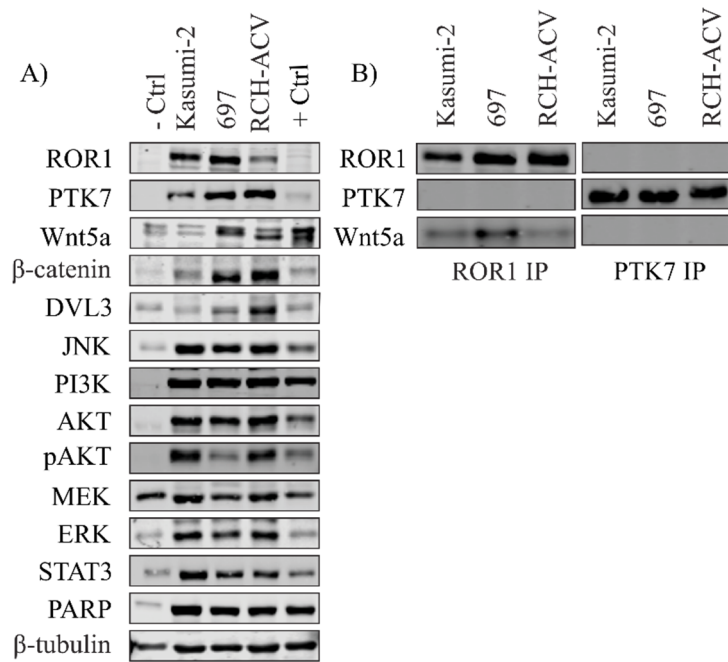 A)
- Ctrl
Kasumi-2
697
RCH-ACV
+ Ctrl
ROR1
PTK7
Wnt5a
β-catenin
DVL3
JNK
PI3K
AKT
pAKT
MEK
ERK
STAT3
PARP
β-tubulin
B)
Kasumi-2
697
RCH-ACV
Kasumi-2
697
RCH-ACV
ROR1
PTK7
Wnt5a
ROR1 IP
PTK7 IP